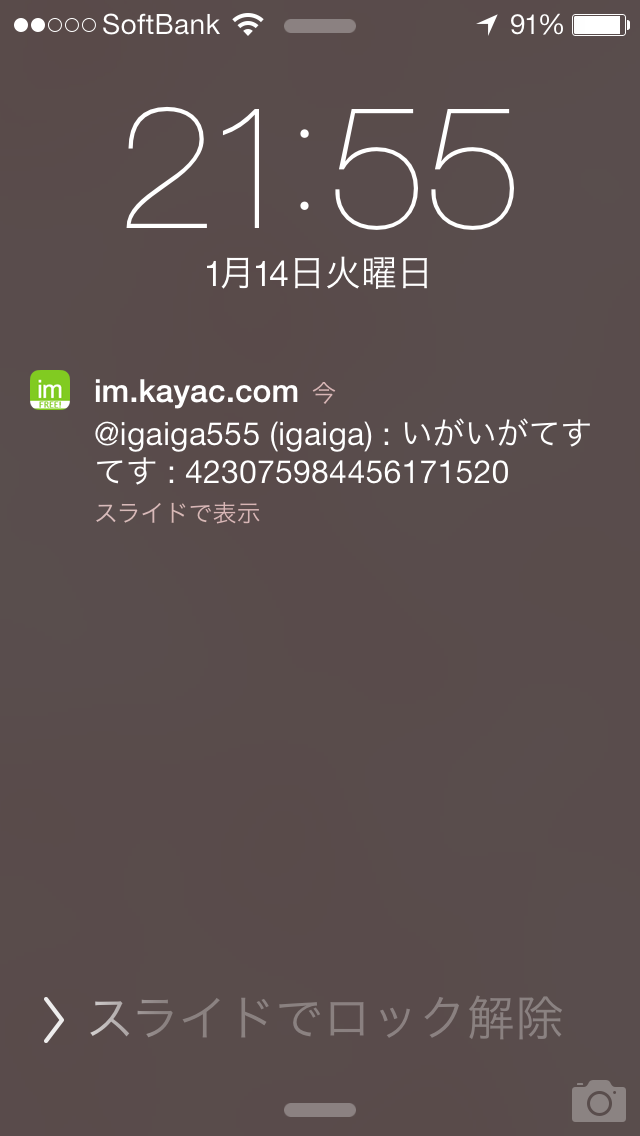 SoftBank 91%
21:55
1月14日火曜日
im
FREE!
im.kayac.com 今
@igaiga555 (igaiga) : いがいがてす
てす : 423075984456171520
スライドで表示
スライドでロック解除